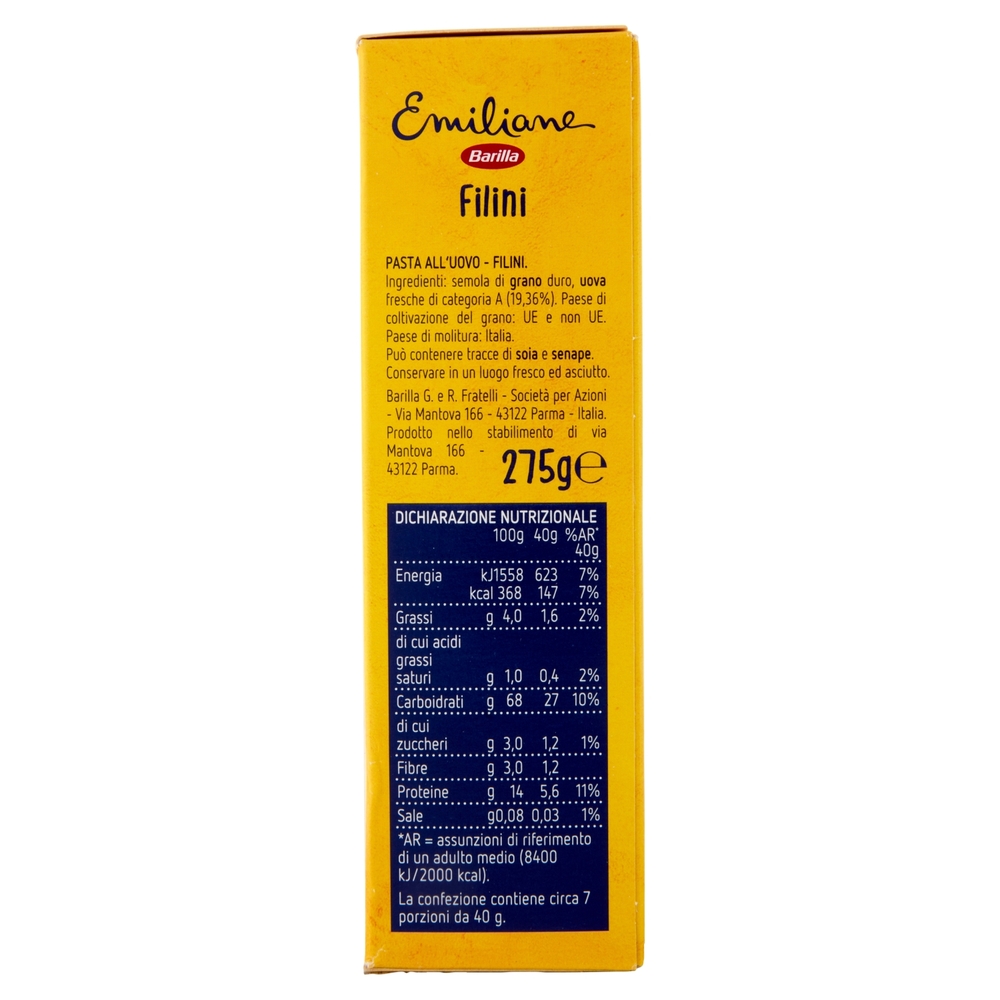 Emiliane
Barilla
Filini
PASTA ALL'UOVO - FILINI.
Ingredienti: semola di grano duro, uova
fresche di categoria A (19,36%). Paese di
coltivazione del grano: UE e non UE.
Paese di molitura: Italia.
Può contenere tracce di soia e senape.
Conservare in un luogo fresco ed asciutto.
Barilla G. e R. Fratelli - Società per Azioni
- Via Mantova 166 - 43122 Parma - Italia.
Prodotto nello stabilimento di via
Mantova 166 -
43122 Parma.
275g℮
DICHIARAZIONE NUTRIZIONALE
100g 40g %AR*
40g
Energia kJ1558 623 7%
kcal 368 147 7%
Grassi g 4,0 1,6 2%
di cui acidi
grassi
saturi g 1,0 0,4 2%
Carboidrati g 68 27 10%
di cui
zuccheri g 3,0 1,2 1%
Fibre g 3,0 1,2
Proteine g 14 5,6 11%
Sale g0,08 0,03 1%
*AR = assunzioni di riferimento
di un adulto medio (8400
kJ/2000 kcal).
La confezione contiene circa 7
porzioni da 40 g.